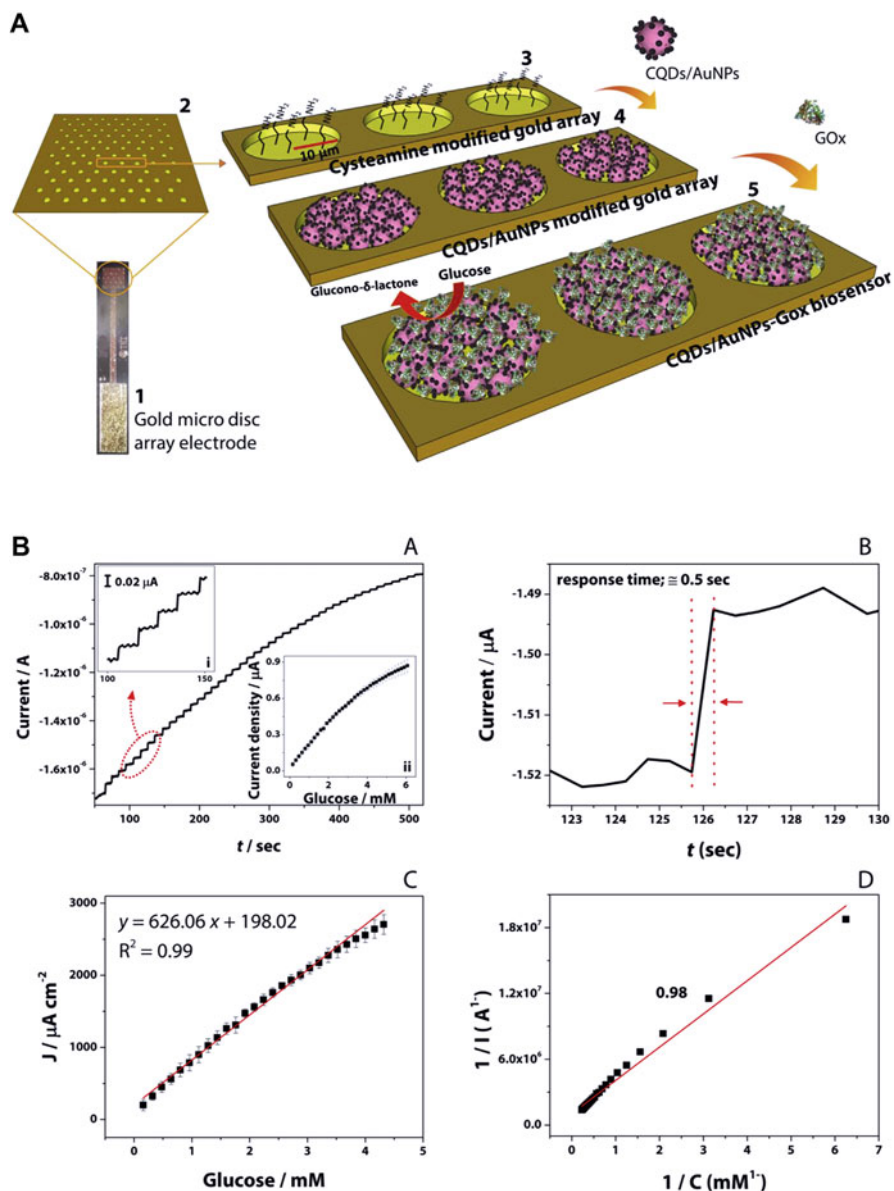 A
2
1
Gold micro disc
array electrode
3
NH2 NH2 NH2 NH2 NH2
10 μm
Cysteamine modified gold array
CQDs/AuNPs
4
CQDs/AuNPs modified gold array
GOx
5
Glucono-δ-lactone
Glucose
CQDs/AuNPs-Gox biosensor
B
A
Current / A
-8.0x10⁻⁷
-1.0x10⁻⁶
-1.2x10⁻⁶
-1.4x10⁻⁶
-1.6x10⁻⁶
100 200 300 400 500
t / sec
0.02 μA
i
100 150
Current density / μA
0.9
0.6
0.3
0.0
0 2 4 6
ii
Glucose / mM
B
response time; ≅ 0.5 sec
Current / μA
-1.49
-1.50
-1.51
-1.52
123 124 125 126 127 128 129 130
t (sec)
C
y = 626.06 x + 198.02
R² = 0.99
J / μA cm⁻²
3000
2000
1000
0
0 1 2 3 4 5
Glucose / mM
D
0.98
1 / I (A¹⁻)
1.8x10⁷
1.2x10⁷
6.0x10⁶
0.0
0 1 2 3 4 5 6 7
1 / C (mM¹⁻)